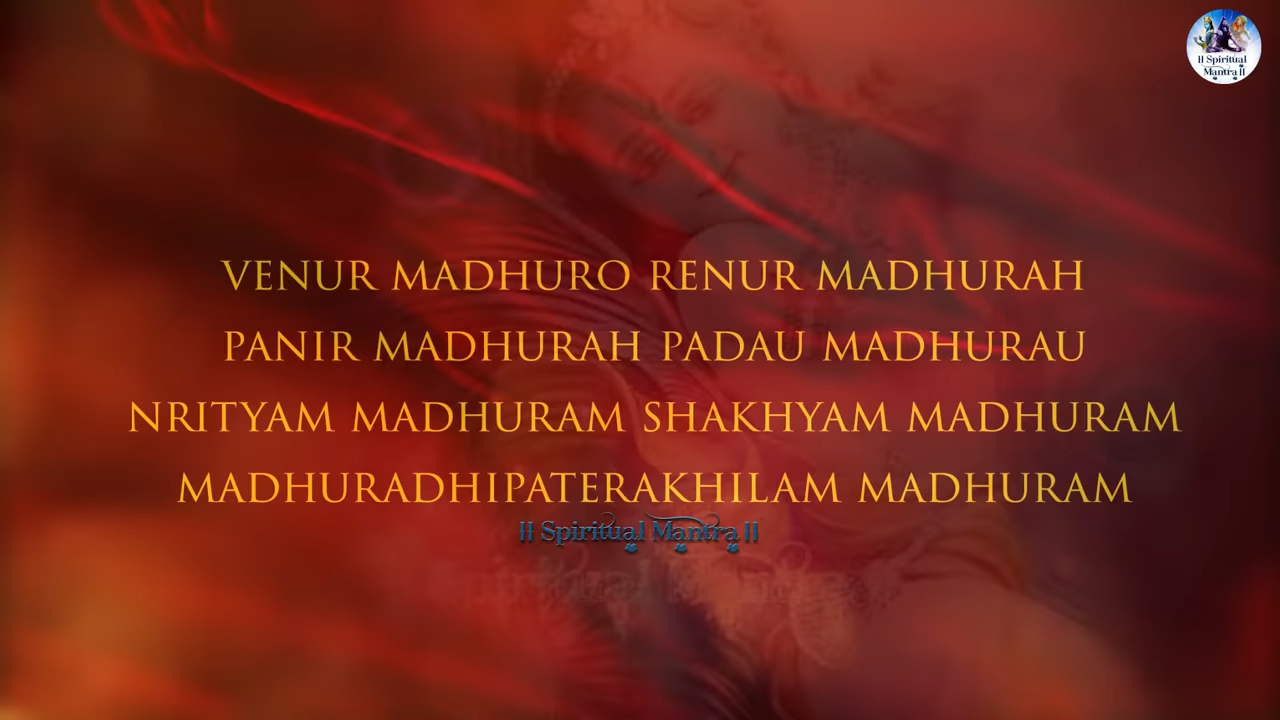 || Spiritual
Mantra ||
VENUR MADHURO RENUR MADHURAH
PANIR MADHURAH PADAU MADHURAU
NRITYAM MADHURAM SHAKHYAM MADHURAM
MADHURADHIPATERAKHILAM MADHURAM
|| Spiritual Mantra ||